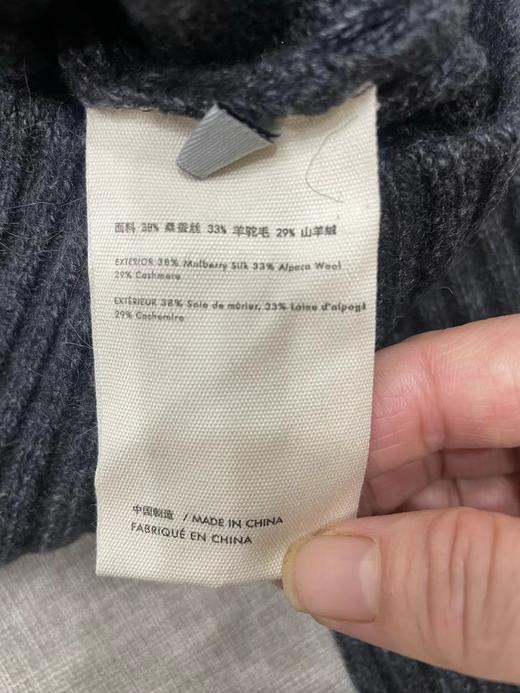 面料 38% 桑蚕丝 33% 羊驼毛 29% 山羊绒
EXTERIOR 38% Mulberry Silk 33% Alpaca Wool
29% Cashmere
EXTÉRIEUR 38% Soie de mûrier, 33% Laine d'alpaga
29% Cachemire
中国制造 / MADE IN CHINA
FABRIQUÉ EN CHINA